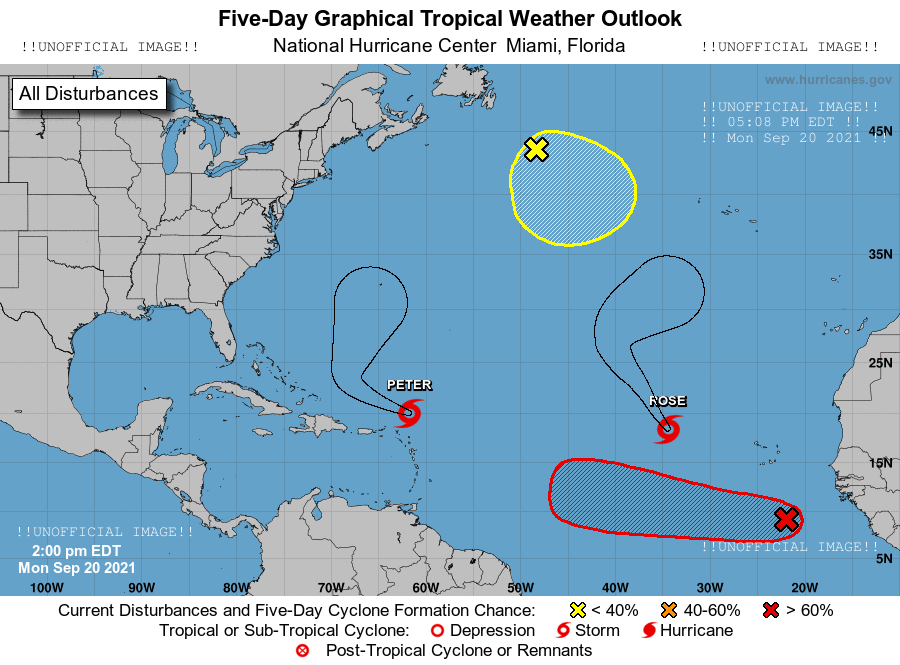 Five-Day Graphical Tropical Weather Outlook
!!UNOFFICIAL IMAGE!! National Hurricane Center Miami, Florida !!UNOFFICIAL IMAGE!!
www.hurricanes.gov
All Disturbances
!!UNOFFICIAL IMAGE!!
!! 05:08 PM EDT !!
!! Mon Sep 20 2021 !!
45N
35N
25N
PETER
ROSE
15N
!!UNOFFICIAL IMAGE!!
!!UNOFFICIAL IMAGE!!
2:00 pm EDT
5N
Mon Sep 20 2021
100W 90W 80W 70W 60W 50W 40W 30W 20W
Current Disturbances and Five-Day Cyclone Formation Chance: < 40% 40-60% > 60%
Tropical or Sub-Tropical Cyclone: Depression Storm Hurricane
Post-Tropical Cyclone or Remnants